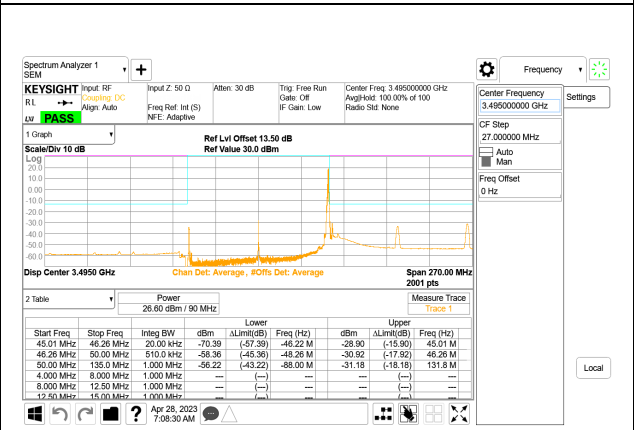 Spectrum Analyzer 1
SEM
+
Frequency
KEYSIGHT
Input: RF
Input Z: 50 Ω
Atten: 30 dB
Trig: Free Run
Center Freq: 3.495000000 GHz
RL
Coupling: DC
Gate: Off
Avg|Hold: 100.00% of 100
Align: Auto
Freq Ref: Int (S)
IF Gain: Low
Radio Std: None
LXI
PASS
NFE: Adaptive
Center Frequency
3.495000000 GHz
Settings
CF Step
27.000000 MHz
Auto
Man
Freq Offset
0 Hz
Local
1 Graph
Ref Lvl Offset 13.50 dB
Scale/Div 10 dB
Ref Value 30.0 dBm
Log
20.0
10.0
0.00
-10.0
-20.0
-30.0
-40.0
-50.0
-60.0
Disp Center 3.4950 GHz
Chan Det: Average, #Offs Det: Average
Span 270.00 MHz
2001 pts
2 Table
Power
26.60 dBm / 90 MHz
Measure Trace
Trace 1
Lower Upper
Start Freq Stop Freq Integ BW dBm ΔLimit(dB) Freq (Hz) dBm ΔLimit(dB) Freq (Hz)
45.01 MHz 46.26 MHz 20.00 kHz -70.39 (-57.39) -46.22 M -28.90 (-15.90) 45.01 M
46.26 MHz 50.00 MHz 510.0 kHz -58.36 (-45.36) -48.26 M -30.92 (-17.92) 46.26 M
50.00 MHz 135.0 MHz 1.000 MHz -56.22 (-43.22) -88.00 M -31.18 (-18.18) 131.8 M
4.000 MHz 8.000 MHz 1.000 MHz --- (---) --- --- (---) ---
8.000 MHz 12.50 MHz 1.000 MHz --- (---) --- --- (---) ---
12.50 MHz 15.00 MHz 1.000 MHz --- (---) --- --- (---) ---
?
Apr 28, 2023
7:08:30 AM